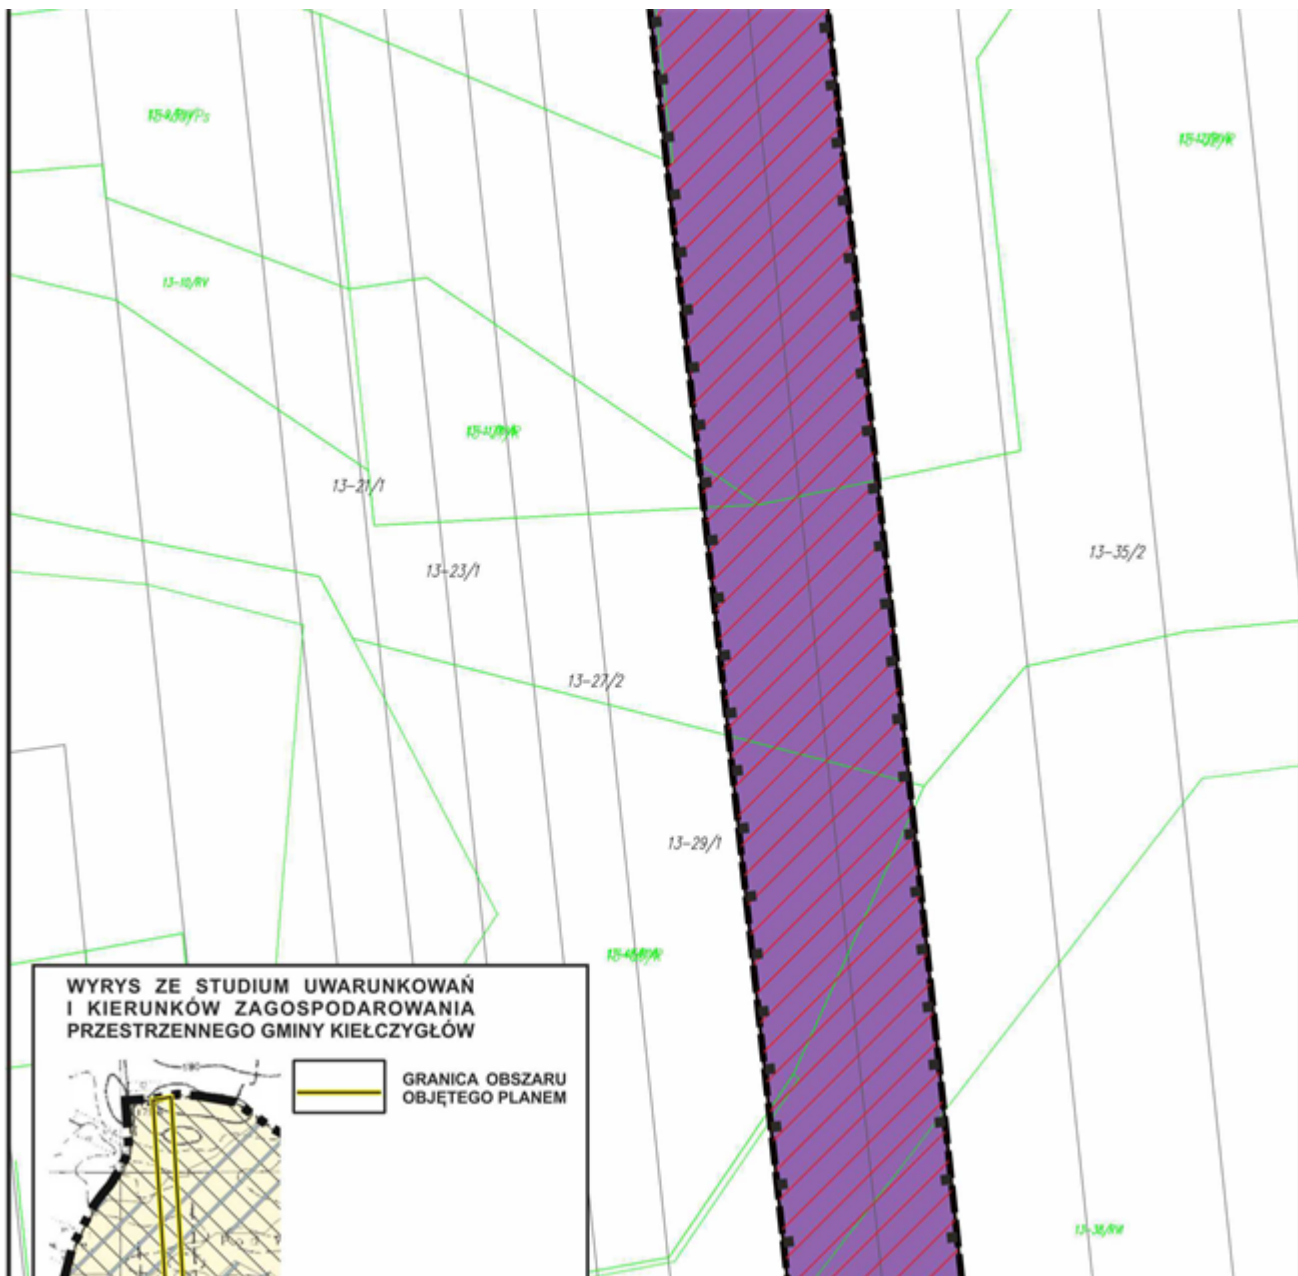 13-10/RV
13-21/1
13-23/1
13-35/2
13-27/2
13-29/1
WYRYS ZE STUDIUM UWARUNKOWAŃ
I KIERUNKÓW ZAGOSPODAROWANIA
PRZESTRZENNEGO GMINY KIEŁCZYGŁÓW
GRANICA OBSZARU
OBJĘTEGO PLANEM